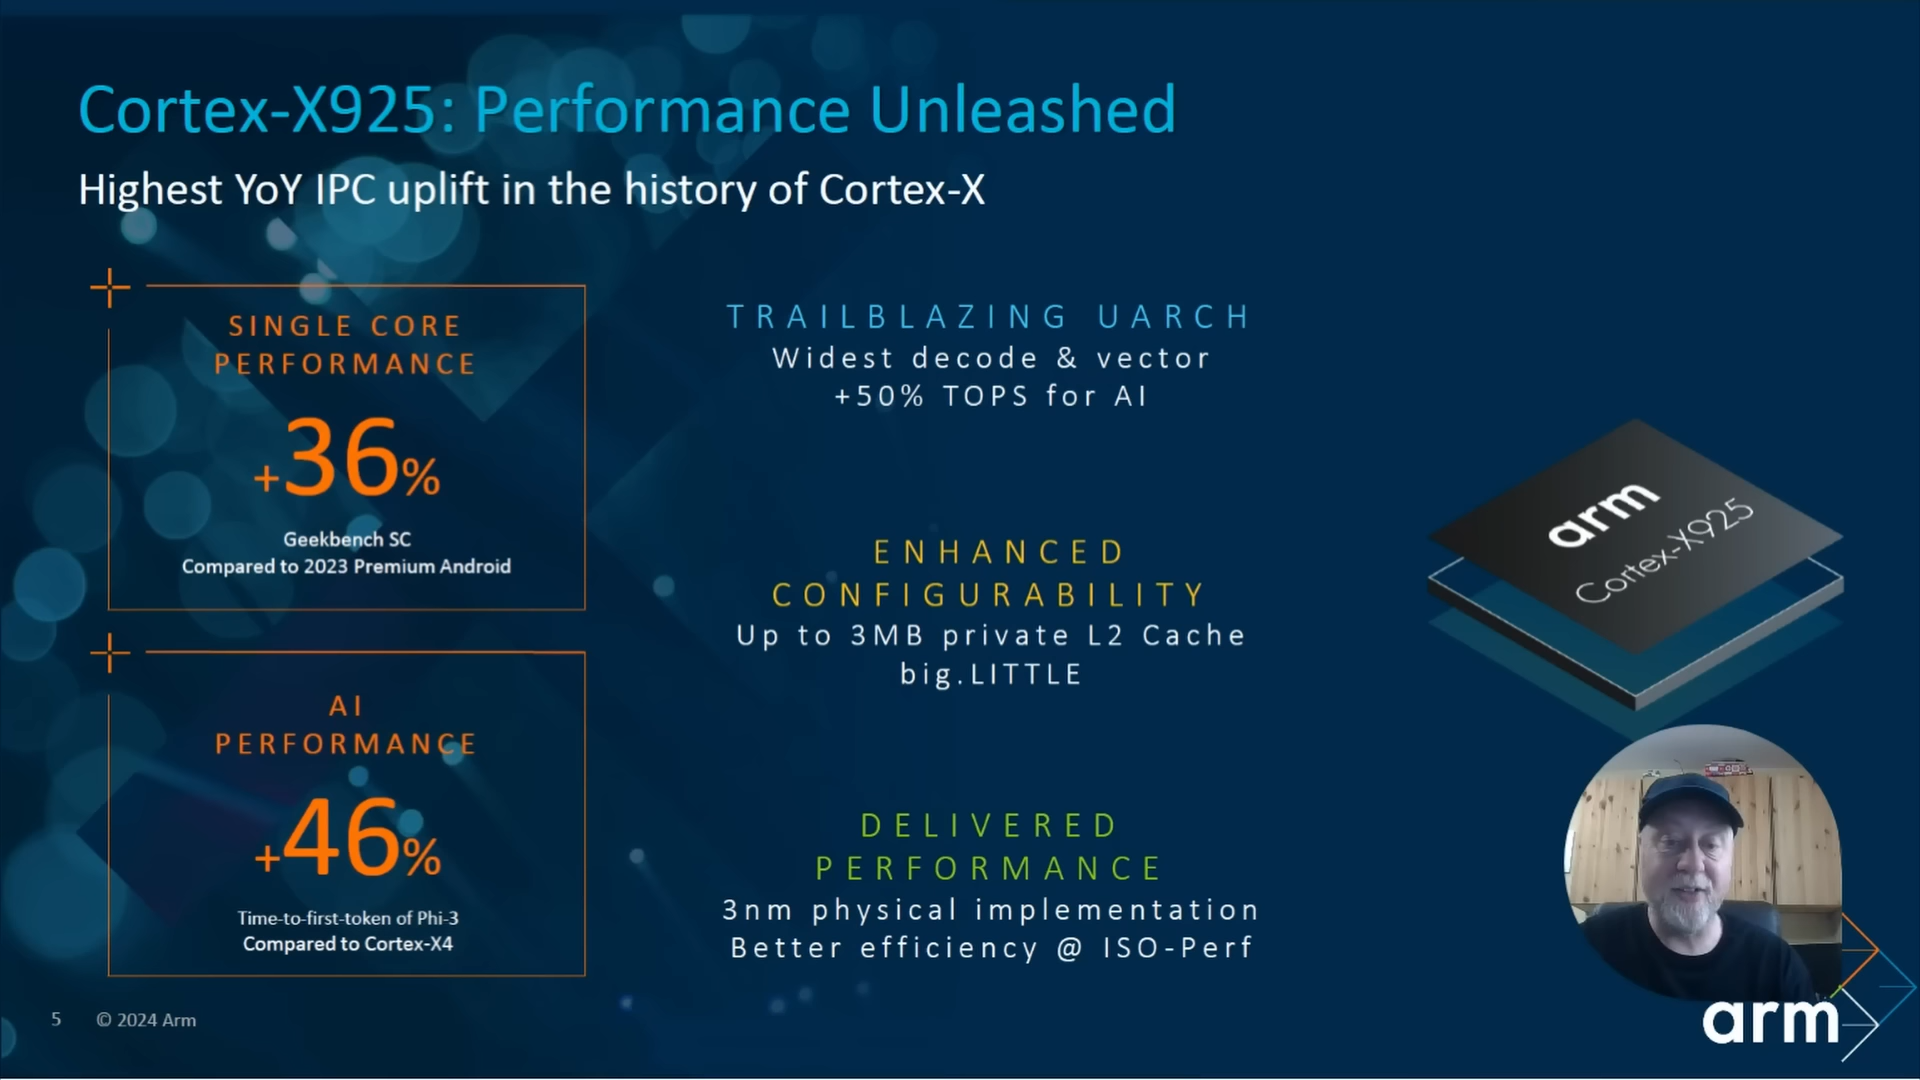 Cortex-X925: Performance Unleashed
Highest YoY IPC uplift in the history of Cortex-X
SINGLE CORE
PERFORMANCE
+36%
Geekbench SC
Compared to 2023 Premium Android
AI
PERFORMANCE
+46%
Time-to-first-token of Phi-3
Compared to Cortex-X4
TRAILBLAZING UARCH
Widest decode & vector
+50% TOPS for AI
ENHANCED
CONFIGURABILITY
Up to 3MB private L2 Cache
big.LITTLE
DELIVERED
PERFORMANCE
3nm physical implementation
Better efficiency @ ISO-Perf
arm
Cortex-X925
5 © 2024 Arm
arm